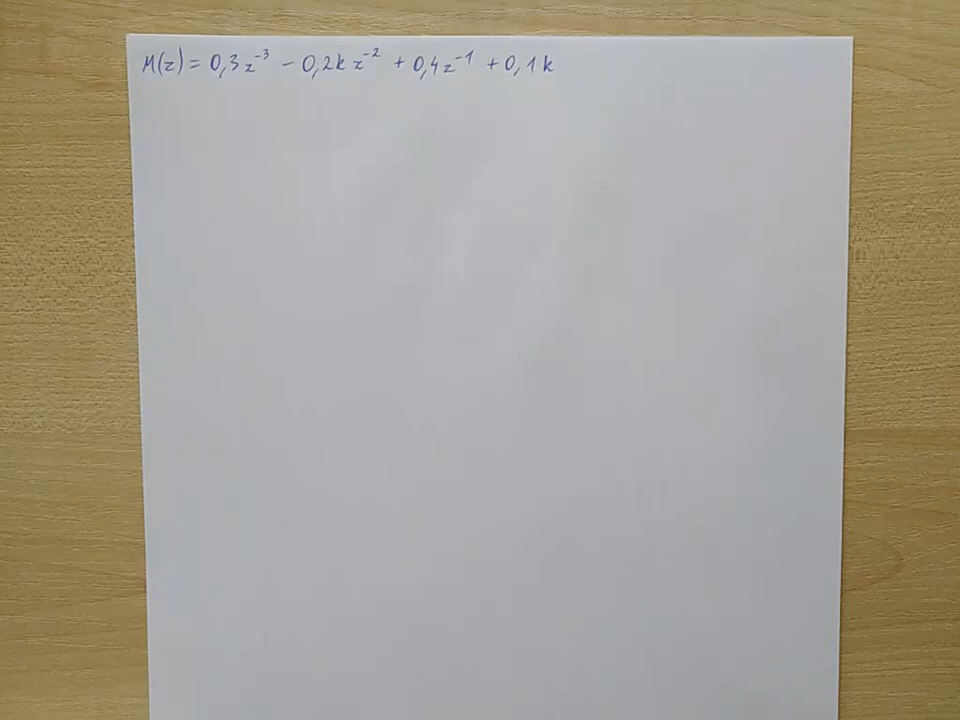 M(z) = 0,3z⁻³ - 0,2k z⁻² + 0,4z⁻¹ + 0,1k